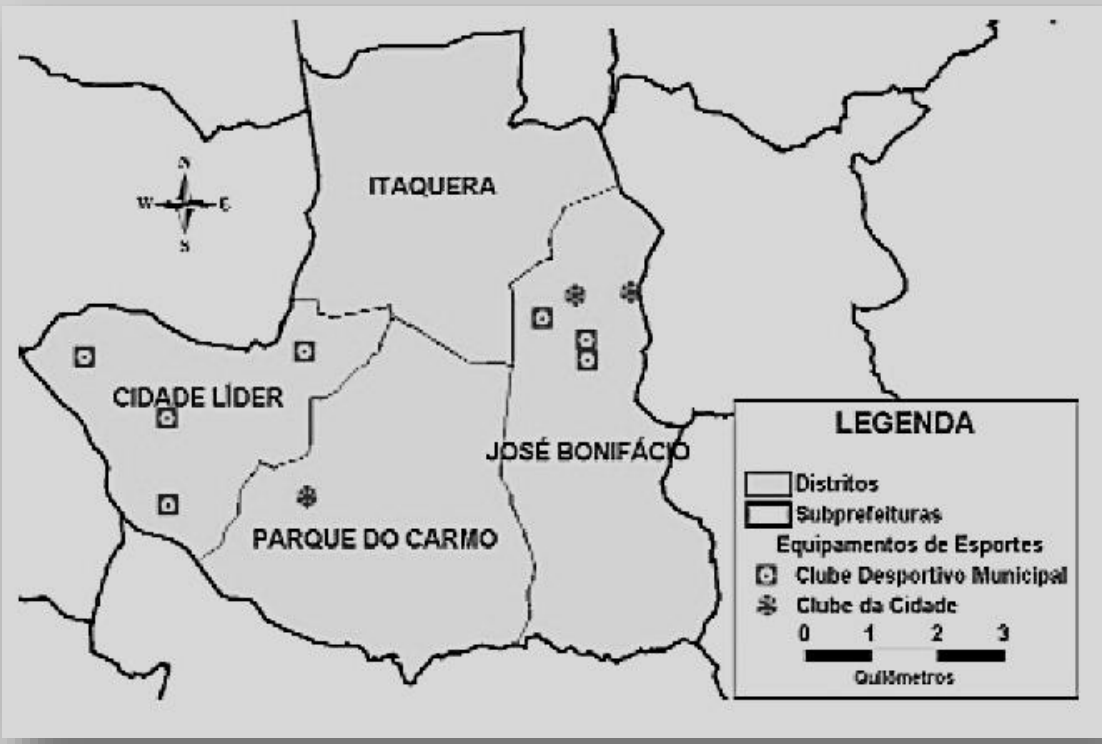 N
W E
S
ITAQUERA
CIDADE LÍDER
JOSÉ BONIFÁCIO
PARQUE DO CARMO
LEGENDA
Distritos
Subprefeituras
Equipamentos de Esportes
Clube Desportivo Municipal
Clube da Cidade
0 1 2 3
Quilômetros